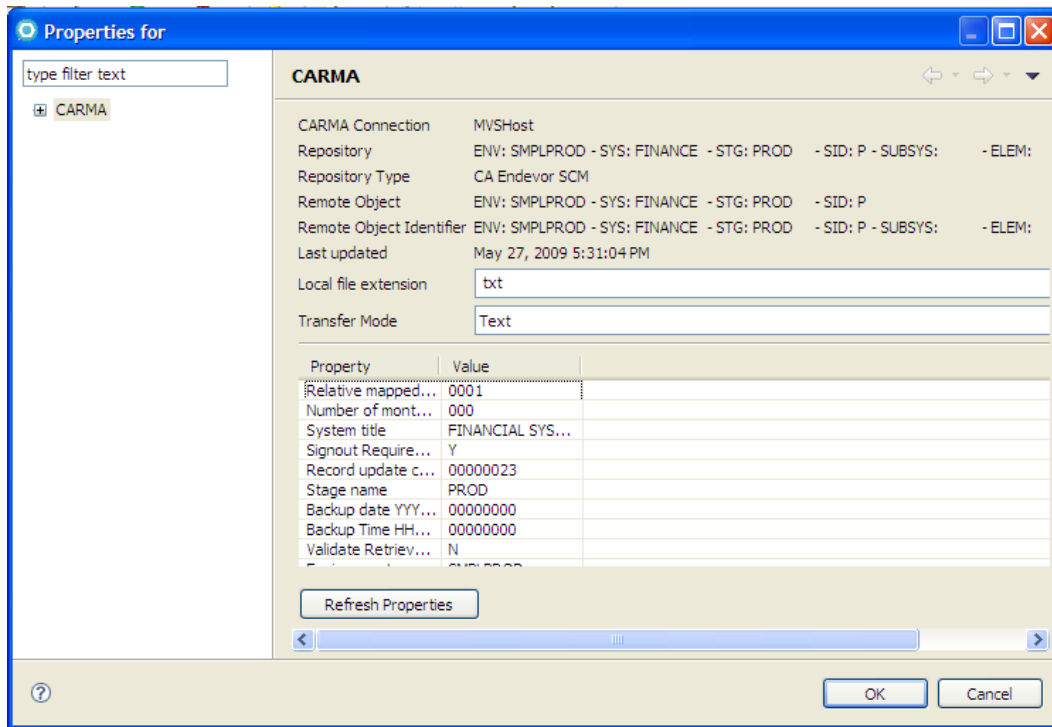 Properties for
type filter text
CARMA
CARMA
CARMA Connection MVSHost
Repository ENV: SMPLPROD - SYS: FINANCE - STG: PROD - SID: P - SUBSYS: - ELEM:
Repository Type CA Endevor SCM
Remote Object ENV: SMPLPROD - SYS: FINANCE - STG: PROD - SID: P
Remote Object Identifier ENV: SMPLPROD - SYS: FINANCE - STG: PROD - SID: P - SUBSYS: - ELEM:
Last updated May 27, 2009 5:31:04 PM
Local file extension txt
Transfer Mode Text
Property Value
Relative mapped... 0001
Number of mont... 000
System title FINANCIAL SYS...
Signout Require... Y
Record update c... 00000023
Stage name PROD
Backup date YYY... 00000000
Backup Time HH... 00000000
Validate Retriev... N
Refresh Properties
OK Cancel